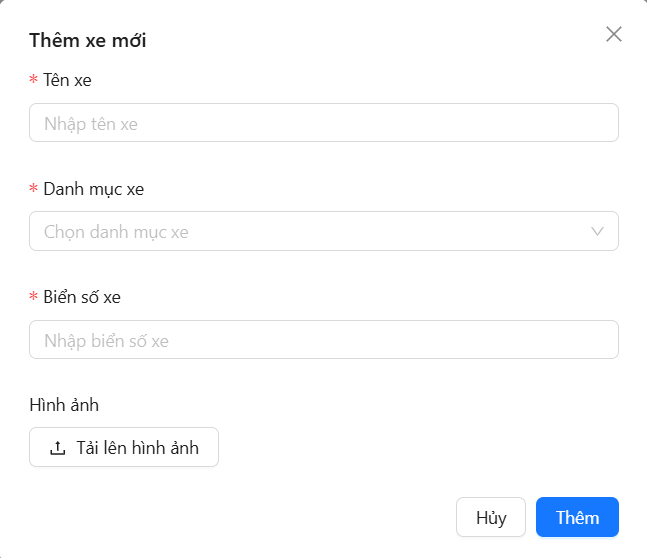 Thêm xe mới
* Tên xe
Nhập tên xe
* Danh mục xe
Chọn danh mục xe
* Biển số xe
Nhập biển số xe
Hình ảnh
Tải lên hình ảnh
Hủy Thêm